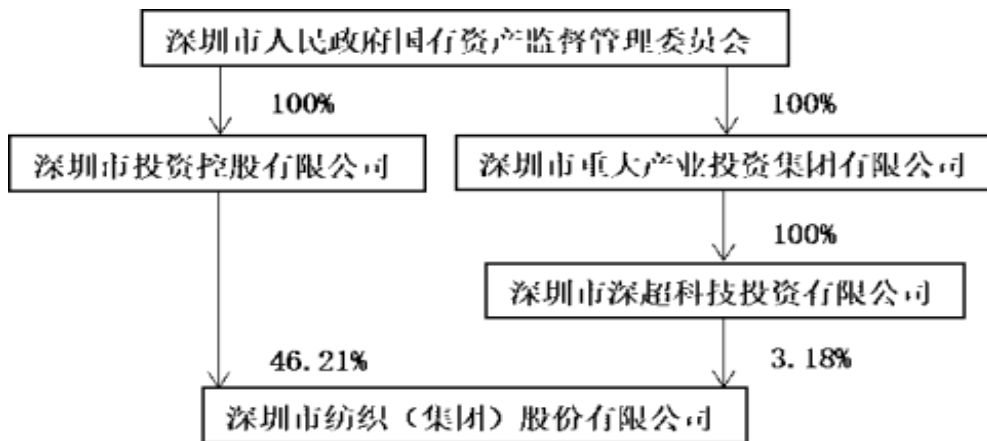 深圳市人民政府国有资产监督管理委员会
100%
100%
深圳市投资控股有限公司
深圳市重大产业投资集团有限公司
100%
深圳市深超科技投资有限公司
46.21%
3.18%
深圳市纺织（集团）股份有限公司